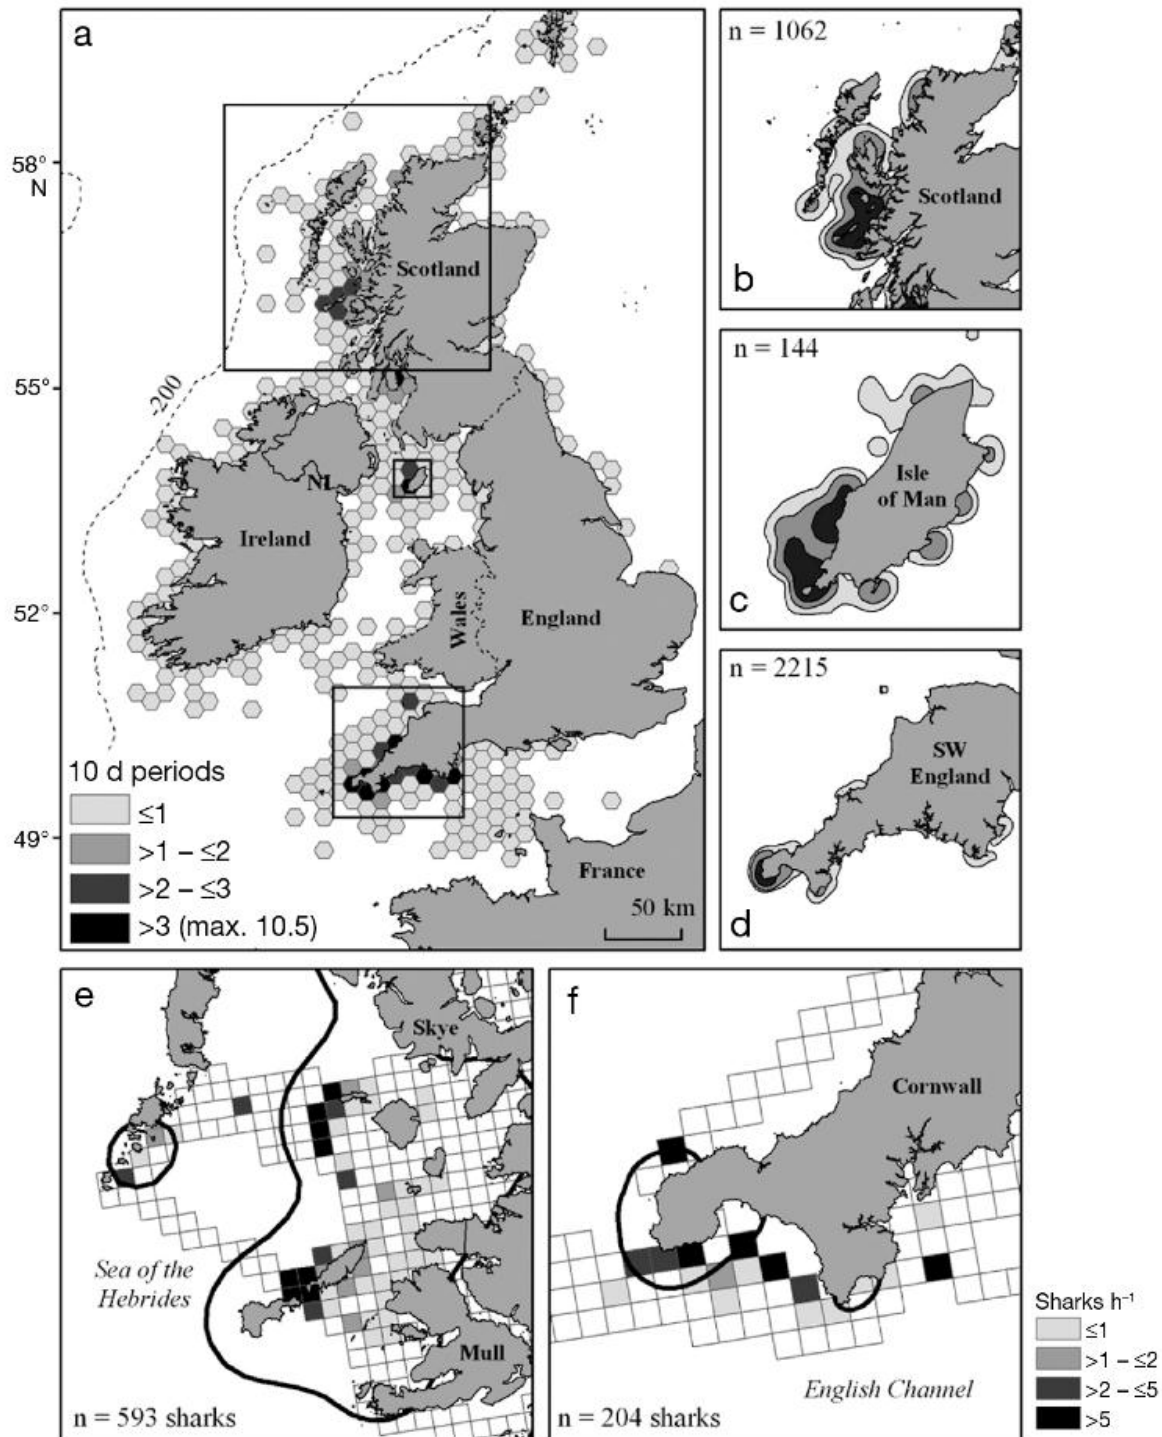 a
58°
N
Scotland
-200
55°
NI
Ireland
Isle
of Man
52°
Wales
England
10 d periods
≤1
>1 – ≤2
>2 – ≤3
>3 (max. 10.5)
49°
France
50 km
n = 1062
Scotland
b
n = 144
c
n = 2215
SW
England
d
e
Skye
Sea of the
Hebrides
Mull
n = 593 sharks
f
Cornwall
English Channel
n = 204 sharks
Sharks h⁻¹
≤1
>1 – ≤2
>2 – ≤5
>5